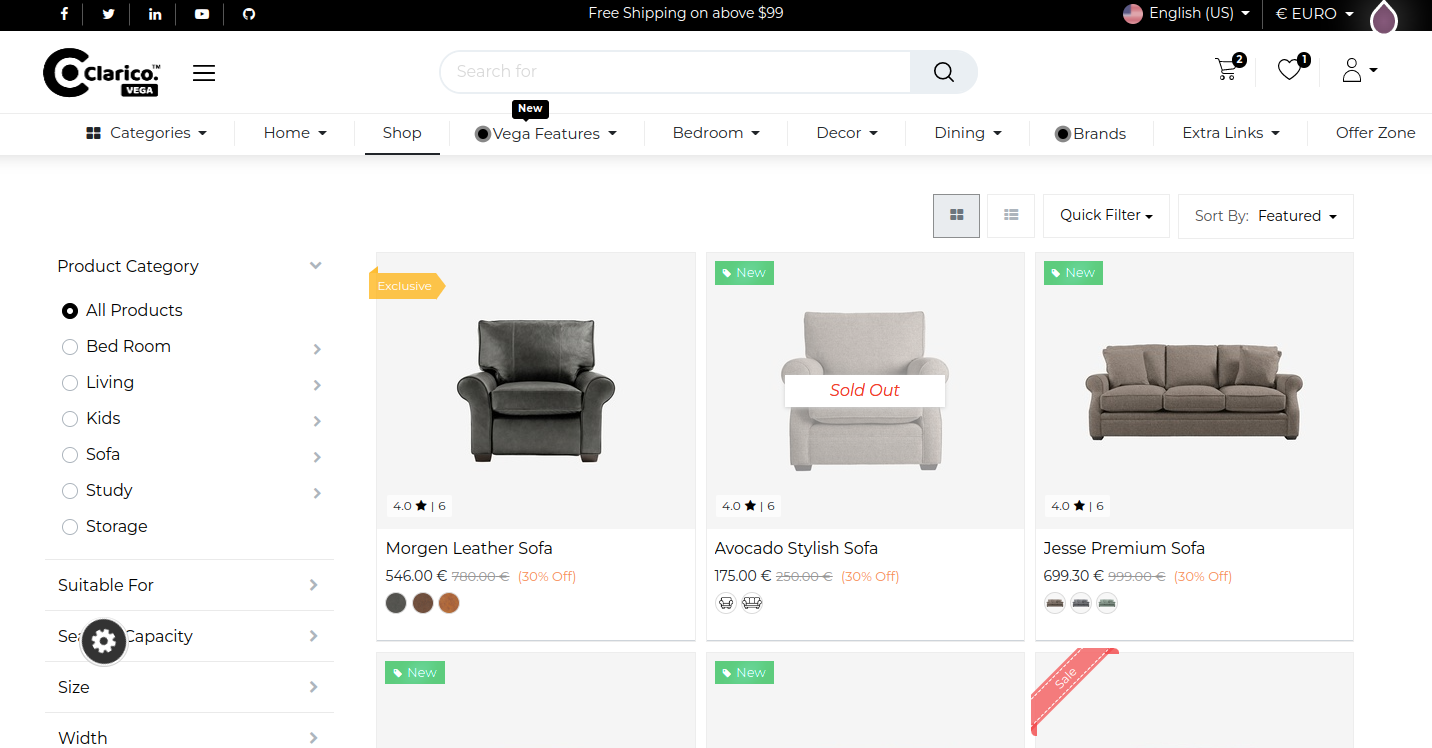 Free Shipping on above $99
English (US)
€ EURO
Clarico.™
VEGA
Search for
2
1
New
Categories
Home
Shop
Vega Features
Bedroom
Decor
Dining
Brands
Extra Links
Offer Zone
Quick Filter
Sort By: Featured
Product Category
All Products
Bed Room
Living
Kids
Sofa
Study
Storage
Suitable For
Capacity
Size
Width
Exclusive
4.0 ★ | 6
Morgen Leather Sofa
546.00 € 780.00 € (30% Off)
New
Sold Out
4.0 ★ | 6
Avocado Stylish Sofa
175.00 € 250.00 € (30% Off)
New
4.0 ★ | 6
Jesse Premium Sofa
699.30 € 999.00 € (30% Off)
New
New
Sale